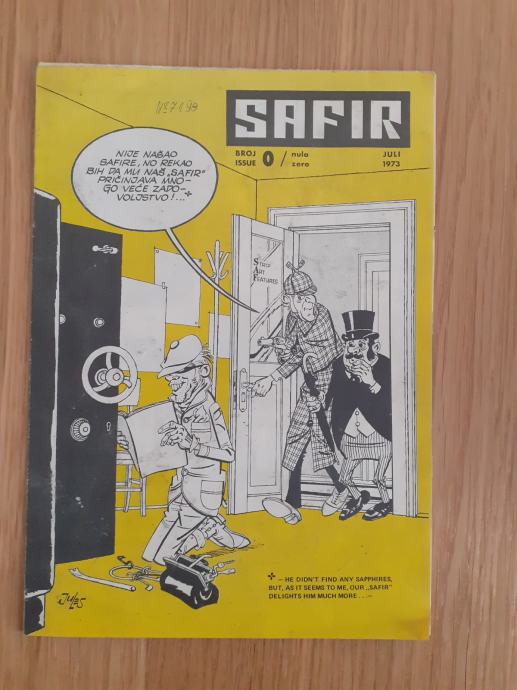 SAFIR
BROJ
ISSUE 0 / nula
zero
JULI
1973
NIJE NAŠAO
SAFIRE, NO REKAO
BIH DA MU NAŠ „SAFIR"
PRIČINJAVA MNO-
GO VEĆE ZADO-
VOLJSTVO!...✣
STRIP
ART
FEATURES
✣ — HE DIDN'T FIND ANY SAPPHIRES,
BUT, AS IT SEEMS TO ME, OUR „SAFIR"
DELIGHTS HIM MUCH MORE . . .—
JULES